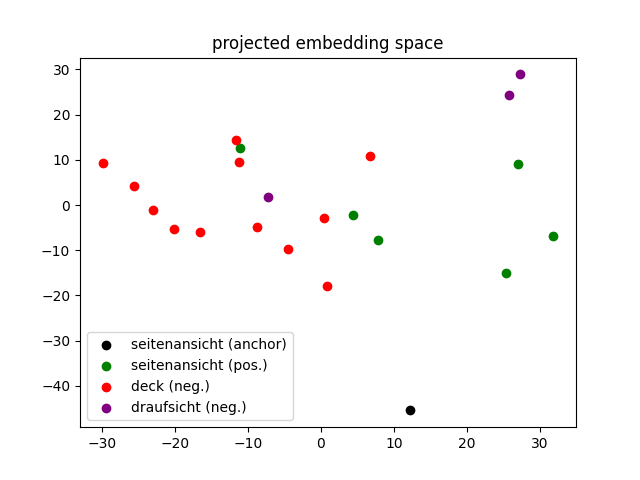 projected embedding space
30
20
10
0
−10
−20
−30
−40
seitenansicht (anchor)
seitenansicht (pos.)
deck (neg.)
draufsicht (neg.)
−30 −20 −10 0 10 20 30